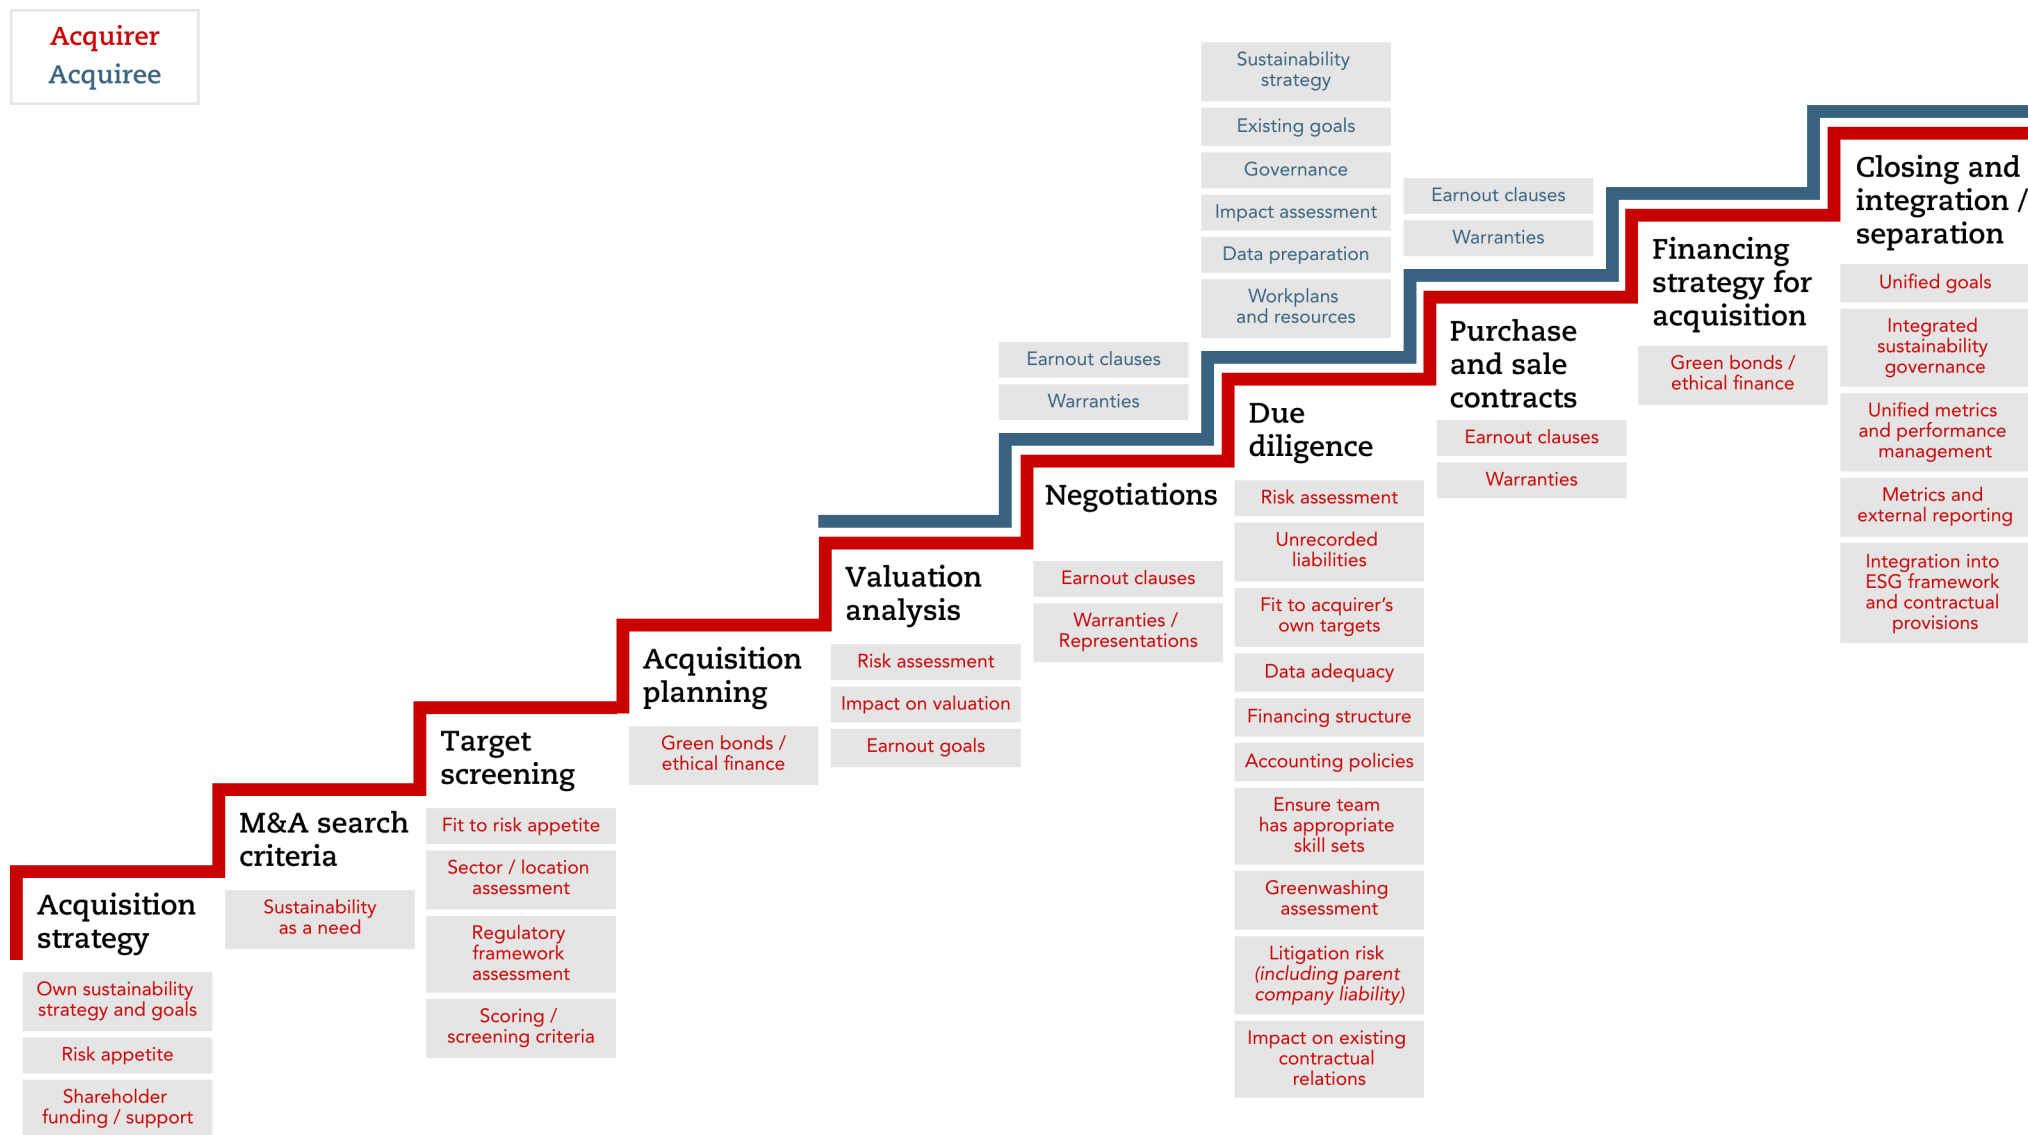 Acquirer
Acquiree
Acquisition
strategy
Own sustainability
strategy and goals
Risk appetite
Shareholder
funding / support
M&A search
criteria
Sustainability
as a need
Target
screening
Fit to risk appetite
Sector / location
assessment
Regulatory
framework
assessment
Scoring /
screening criteria
Acquisition
planning
Green bonds /
ethical finance
Valuation
analysis
Risk assessment
Impact on valuation
Earnout goals
Earnout clauses
Warranties
Negotiations
Earnout clauses
Warranties /
Representations
Sustainability
strategy
Existing goals
Governance
Impact assessment
Data preparation
Workplans
and resources
Due
diligence
Risk assessment
Unrecorded
liabilities
Fit to acquirer’s
own targets
Data adequacy
Financing structure
Accounting policies
Ensure team
has appropriate
skill sets
Greenwashing
assessment
Litigation risk
(including parent
company liability)
Impact on existing
contractual
relations
Earnout clauses
Warranties
Purchase
and sale
contracts
Earnout clauses
Warranties
Financing
strategy for
acquisition
Green bonds /
ethical finance
Closing and
integration /
separation
Unified goals
Integrated
sustainability
governance
Unified metrics
and performance
management
Metrics and
external reporting
Integration into
ESG framework
and contractual
provisions